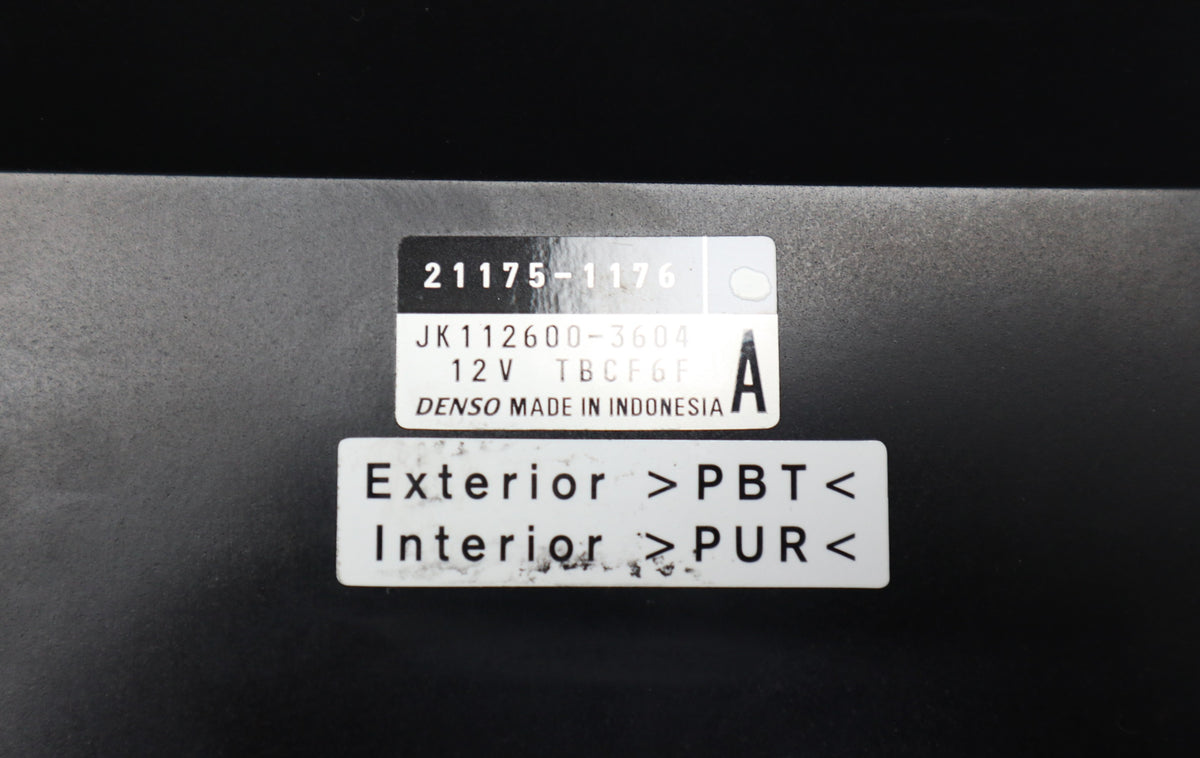 21175-1176
JK112600-3604
12V TBCF6F
A
DENSO MADE IN INDONESIA
Exterior >PBT<
Interior >PUR<